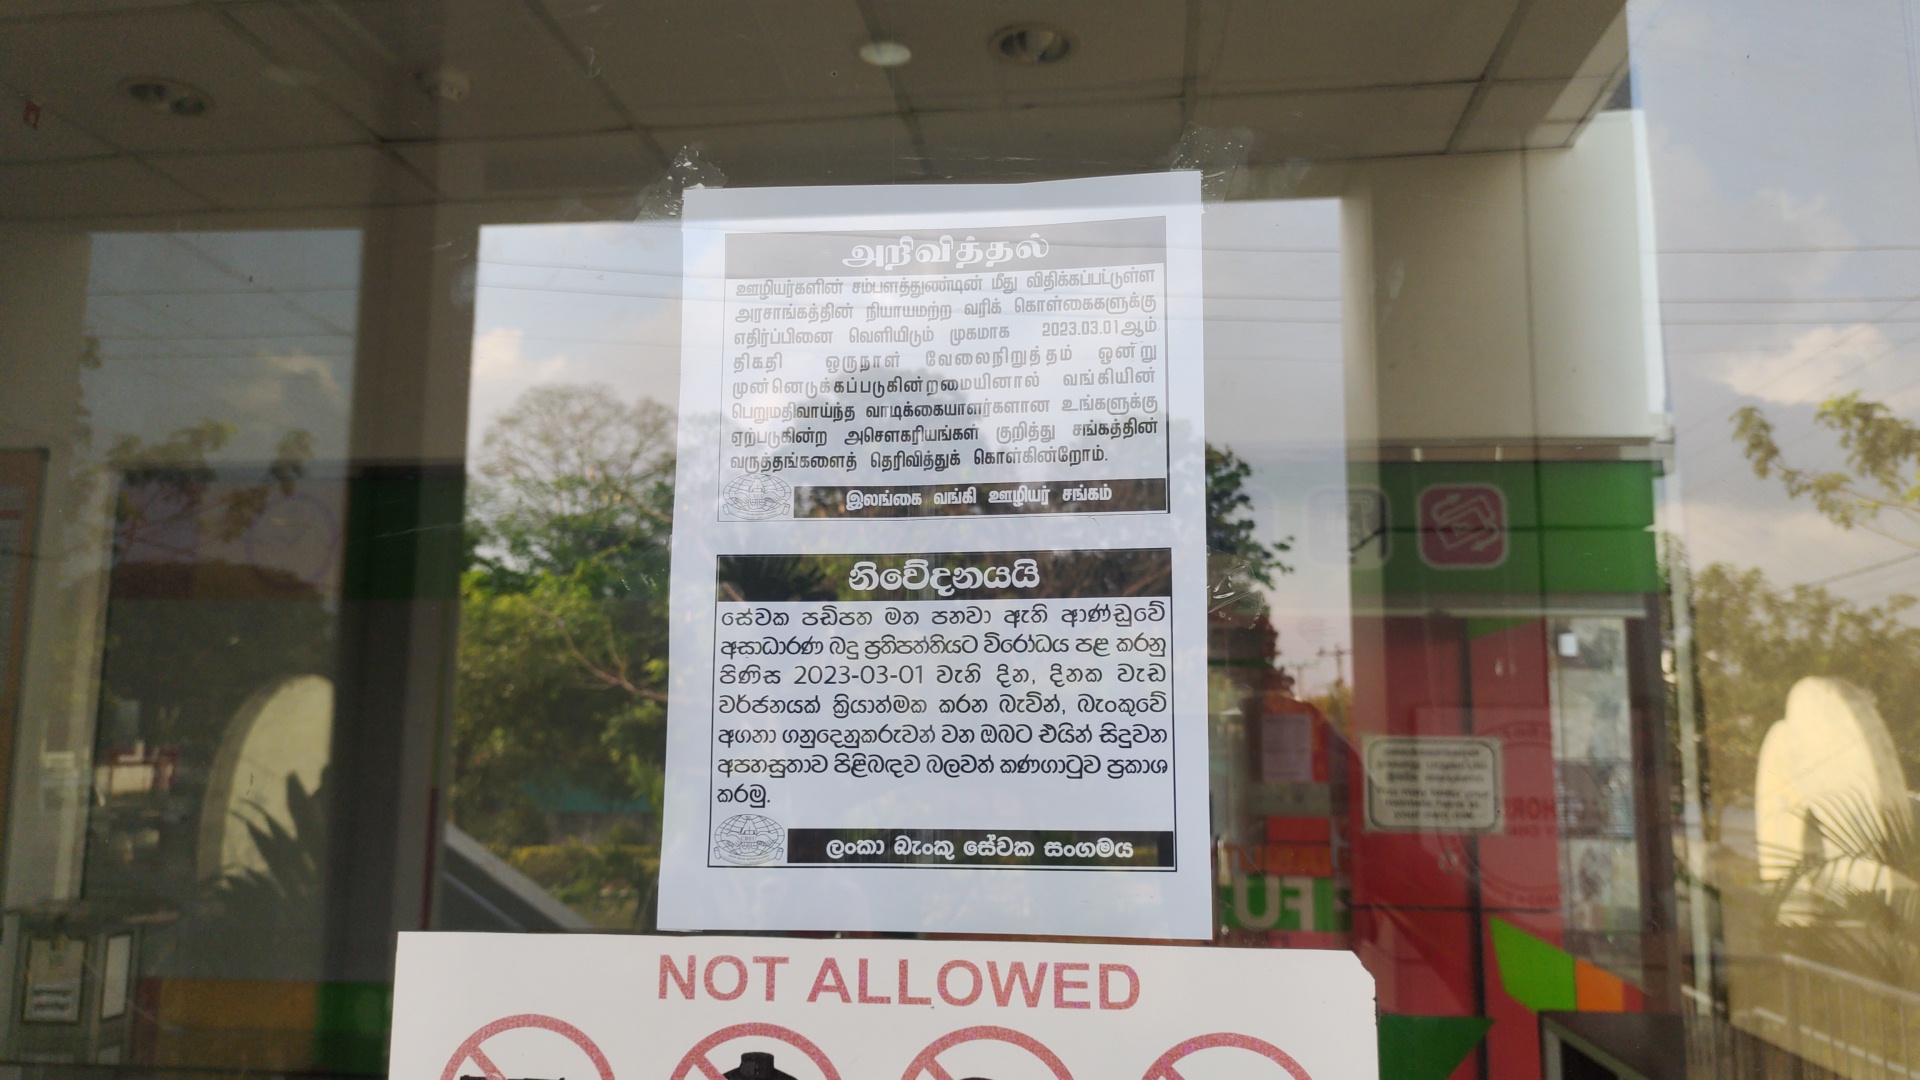 அறிவித்தல்
ஊழியர்களின் சம்பளத்துண்டின் மீது விதிக்கப்பட்டுள்ள
அரசாங்கத்தின் நியாயமற்ற வரிக் கொள்கைகளுக்கு
எதிர்ப்பினை வெளியிடும் முகமாக 2023.03.01ஆம்
திகதி ஒருநாள் வேலைநிறுத்தம் ஒன்று
முன்னெடுக்கப்படுகின்றமையினால் வங்கியின்
பெறுமதிவாய்ந்த வாடிக்கையாளர்களான உங்களுக்கு
ஏற்படுகின்ற அசௌகரியங்கள் குறித்து சங்கத்தின்
வருத்தங்களைத் தெரிவித்துக் கொள்கின்றோம்.
இலங்கை வங்கி ஊழியர் சங்கம்
නිවේදනයයි
සේවක පඩිපත මත පනවා ඇති ආණ්ඩුවේ
අසාධාරණ බදු ප්‍රතිපත්තියට විරෝධය පළ කරනු
පිණිස 2023-03-01 වැනි දින, දිනක වැඩ
වර්ජනයක් ක්‍රියාත්මක කරන බැවින්, බැංකුවේ
අගනා ගනුදෙනුකරුවන් වන ඔබට එයින් සිදුවන
අපහසුතාව පිළිබඳව බලවත් කණගාටුව ප්‍රකාශ
කරමු.
ලංකා බැංකු සේවක සංගමය
NOT ALLOWED